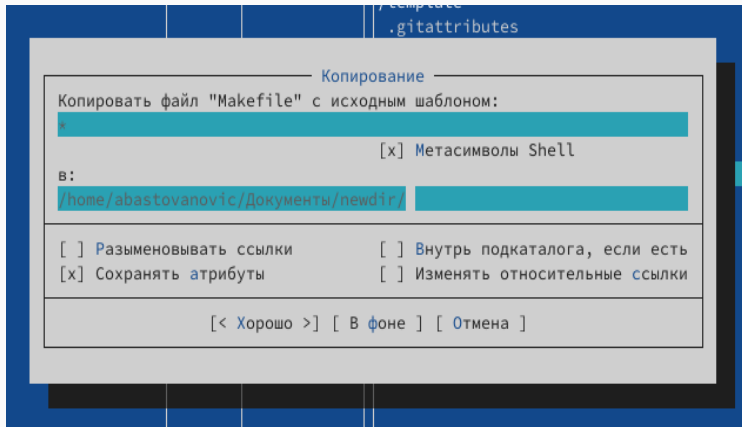 /template
.gitattributes
Копирование
Копировать файл "Makefile" с исходным шаблоном:
*
[x] Метасимволы Shell
в:
/home/abastovanovic/Документы/newdir/
[ ] Разыменовывать ссылки [ ] Внутрь подкаталога, если есть
[x] Сохранять атрибуты [ ] Изменять относительные ссылки
[< Хорошо >] [ В фоне ] [ Отмена ]